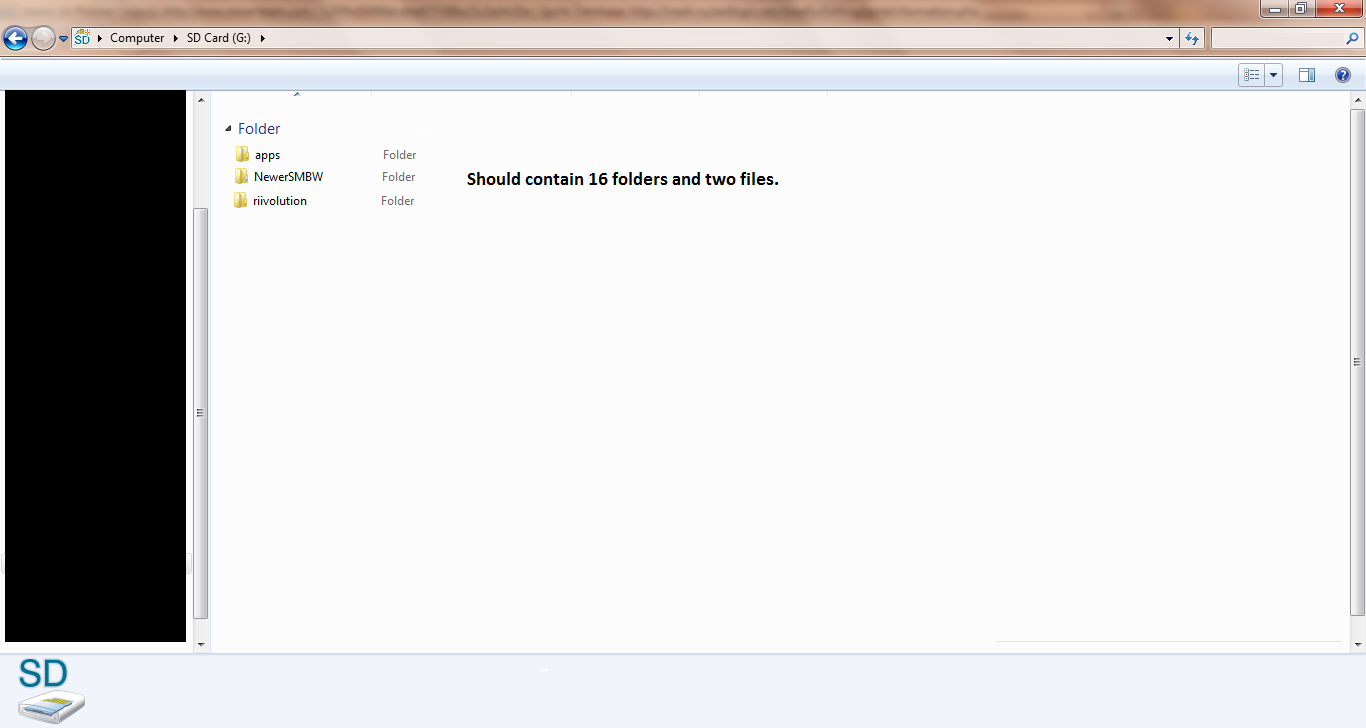 Computer SD Card (G:)
Folder
apps Folder
NewerSMBW Folder Should contain 16 folders and two files.
riivolution Folder
SD